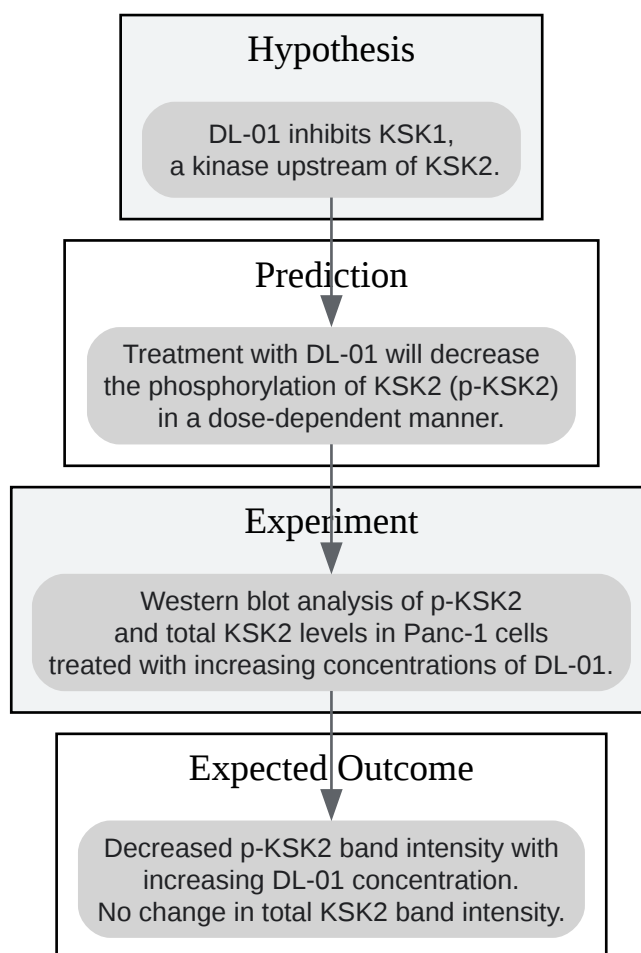 Hypothesis
DL-01 inhibits KSK1,
a kinase upstream of KSK2.
Prediction
Treatment with DL-01 will decrease
the phosphorylation of KSK2 (p-KSK2)
in a dose-dependent manner.
Experiment
Western blot analysis of p-KSK2
and total KSK2 levels in Panc-1 cells
treated with increasing concentrations of DL-01.
Expected Outcome
Decreased p-KSK2 band intensity with
increasing DL-01 concentration.
No change in total KSK2 band intensity.